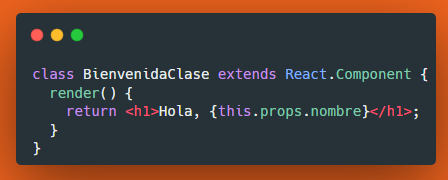 class BienvenidaClase extends React.Component {
  render() {
    return <h1>Hola, {this.props.nombre}</h1>;
  }
}